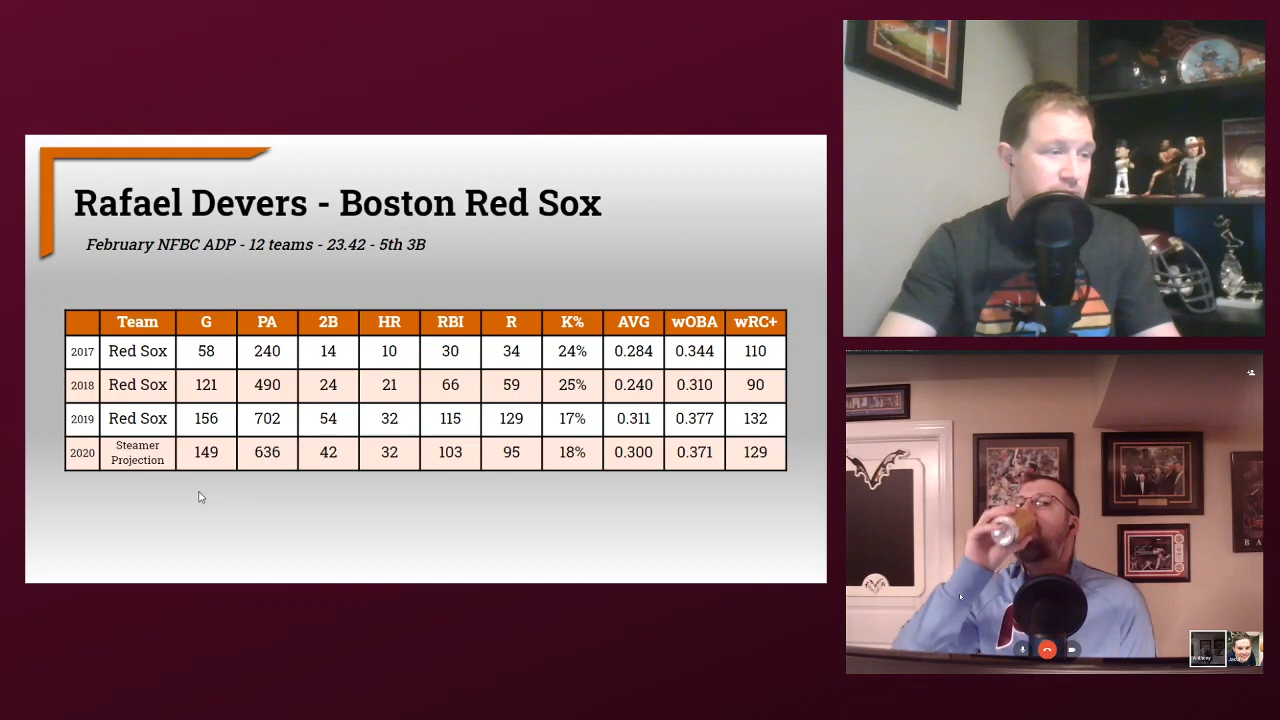 Rafael Devers - Boston Red Sox
February NFBC ADP - 12 teams - 23.42 - 5th 3B
Team G PA 2B HR RBI R K% AVG wOBA wRC+
2017 Red Sox 58 240 14 10 30 34 24% 0.284 0.344 110
2018 Red Sox 121 490 24 21 66 59 25% 0.240 0.310 90
2019 Red Sox 156 702 54 32 115 129 17% 0.311 0.377 132
2020 Steamer Projection 149 636 42 32 103 95 18% 0.300 0.371 129
Anthony